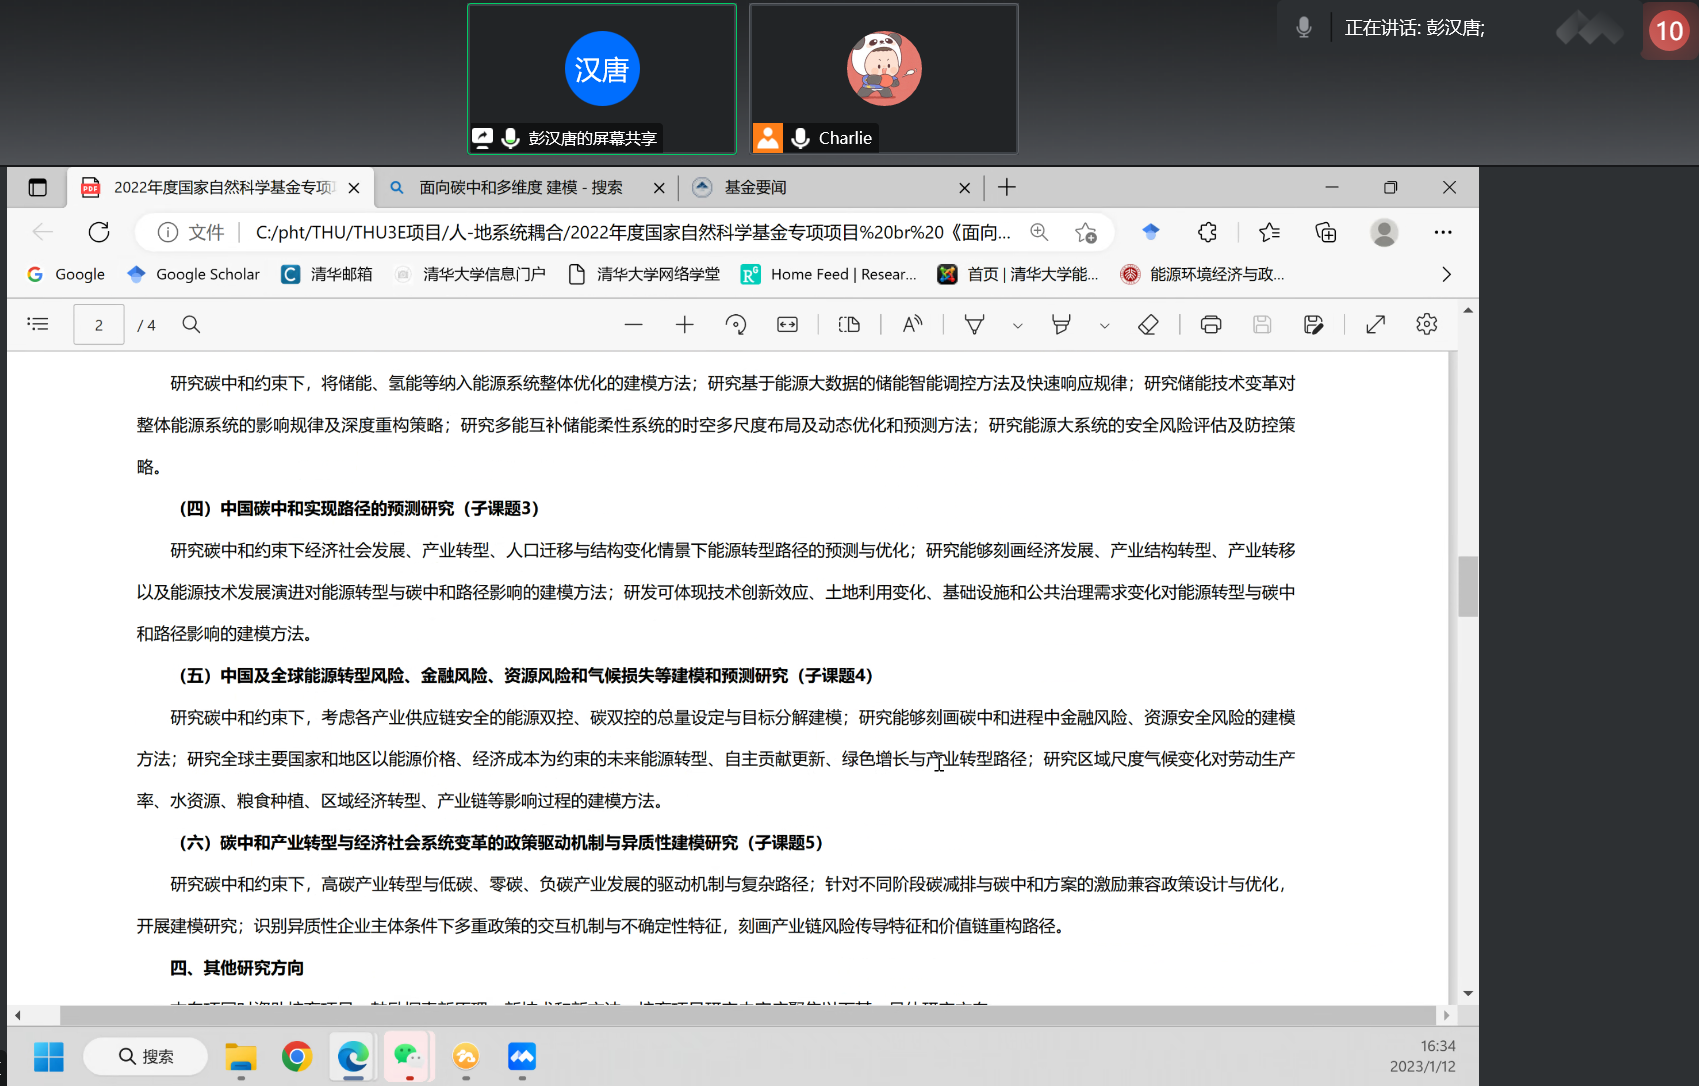 汉唐
彭汉唐的屏幕共享
Charlie
正在讲话: 彭汉唐;
10
2022年度国家自然科学基金专项
面向碳中和多维度 建模 - 搜索
基金要闻
文件
C:/pht/THU/THU3E项目/人-地系统耦合/2022年度国家自然科学基金专项项目%20br%20《面向...
Google
Google Scholar
清华邮箱
清华大学信息门户
清华大学网络学堂
Home Feed | Resear...
首页 | 清华大学能...
能源环境经济与政...
2
/ 4
研究碳中和约束下，将储能、氢能等纳入能源系统整体优化的建模方法；研究基于能源大数据的储能智能调控方法及快速响应规律；研究储能技术变革对
整体能源系统的影响规律及深度重构策略；研究多能互补储能柔性系统的时空多尺度布局及动态优化和预测方法；研究能源大系统的安全风险评估及防控策
略。
（四）中国碳中和实现路径的预测研究（子课题3）
研究碳中和约束下经济社会发展、产业转型、人口迁移与结构变化情景下能源转型路径的预测与优化；研究能够刻画经济发展、产业结构转型、产业转移
以及能源技术发展演进对能源转型与碳中和路径影响的建模方法；研发可体现技术创新效应、土地利用变化、基础设施和公共治理需求变化对能源转型与碳中
和路径影响的建模方法。
（五）中国及全球能源转型风险、金融风险、资源风险和气候损失等建模和预测研究（子课题4）
研究碳中和约束下，考虑各产业供应链安全的能源双控、碳双控的总量设定与目标分解建模；研究能够刻画碳中和进程中金融风险、资源安全风险的建模
方法；研究全球主要国家和地区以能源价格、经济成本为约束的未来能源转型、自主贡献更新、绿色增长与产业转型路径；研究区域尺度气候变化对劳动生产
率、水资源、粮食种植、区域经济转型、产业链等影响过程的建模方法。
（六）碳中和产业转型与经济社会系统变革的政策驱动机制与异质性建模研究（子课题5）
研究碳中和约束下，高碳产业转型与低碳、零碳、负碳产业发展的驱动机制与复杂路径；针对不同阶段碳减排与碳中和方案的激励兼容政策设计与优化，
开展建模研究；识别异质性企业主体条件下多重政策的交互机制与不确定性特征，刻画产业链风险传导特征和价值链重构路径。
四、其他研究方向
搜索
16:34
2023/1/12